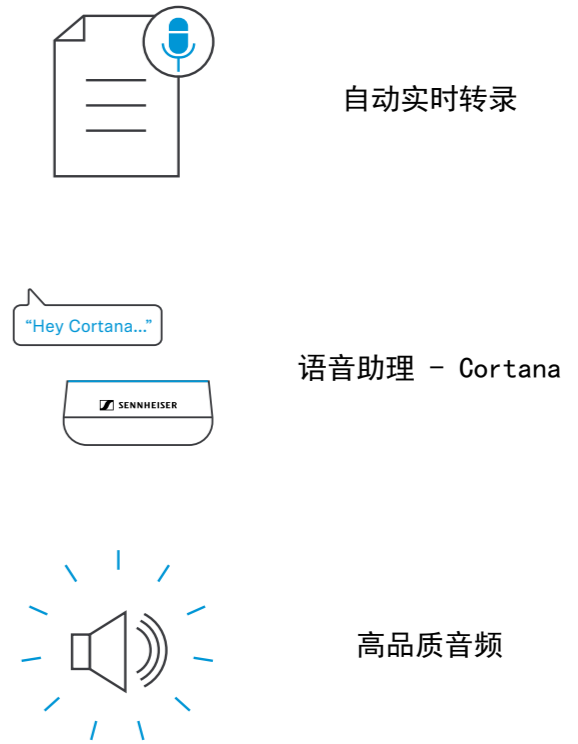 自动实时转录
“Hey Cortana...”
语音助理 - Cortana
SENNHEISER
高品质音频